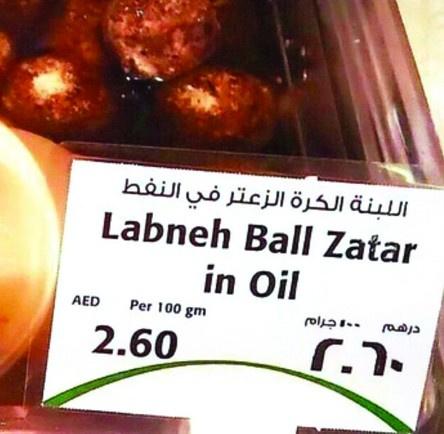 اللبنة الكرة الزعتر في النفط
Labneh Ball Zatar
in Oil
AED Per 100 gm
درهم ١٠٠ جرام
2.60
٢.٦٠